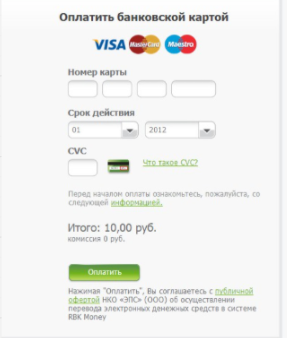 Оплатить банковской картой
VISA MasterCard Maestro
Номер карты
Срок действия
01 2012
CVC
Что такое CVC?
Перед началом оплаты ознакомьтесь, пожалуйста, со
следующей информацией.
Итого: 10,00 руб.
комиссия 0 руб.
Оплатить
Нажимая "Оплатить", Вы соглашаетесь с публичной
офертой НКО «ЭПС» (ООО) об осуществлении
перевода электронных денежных средств в системе
RBK Money